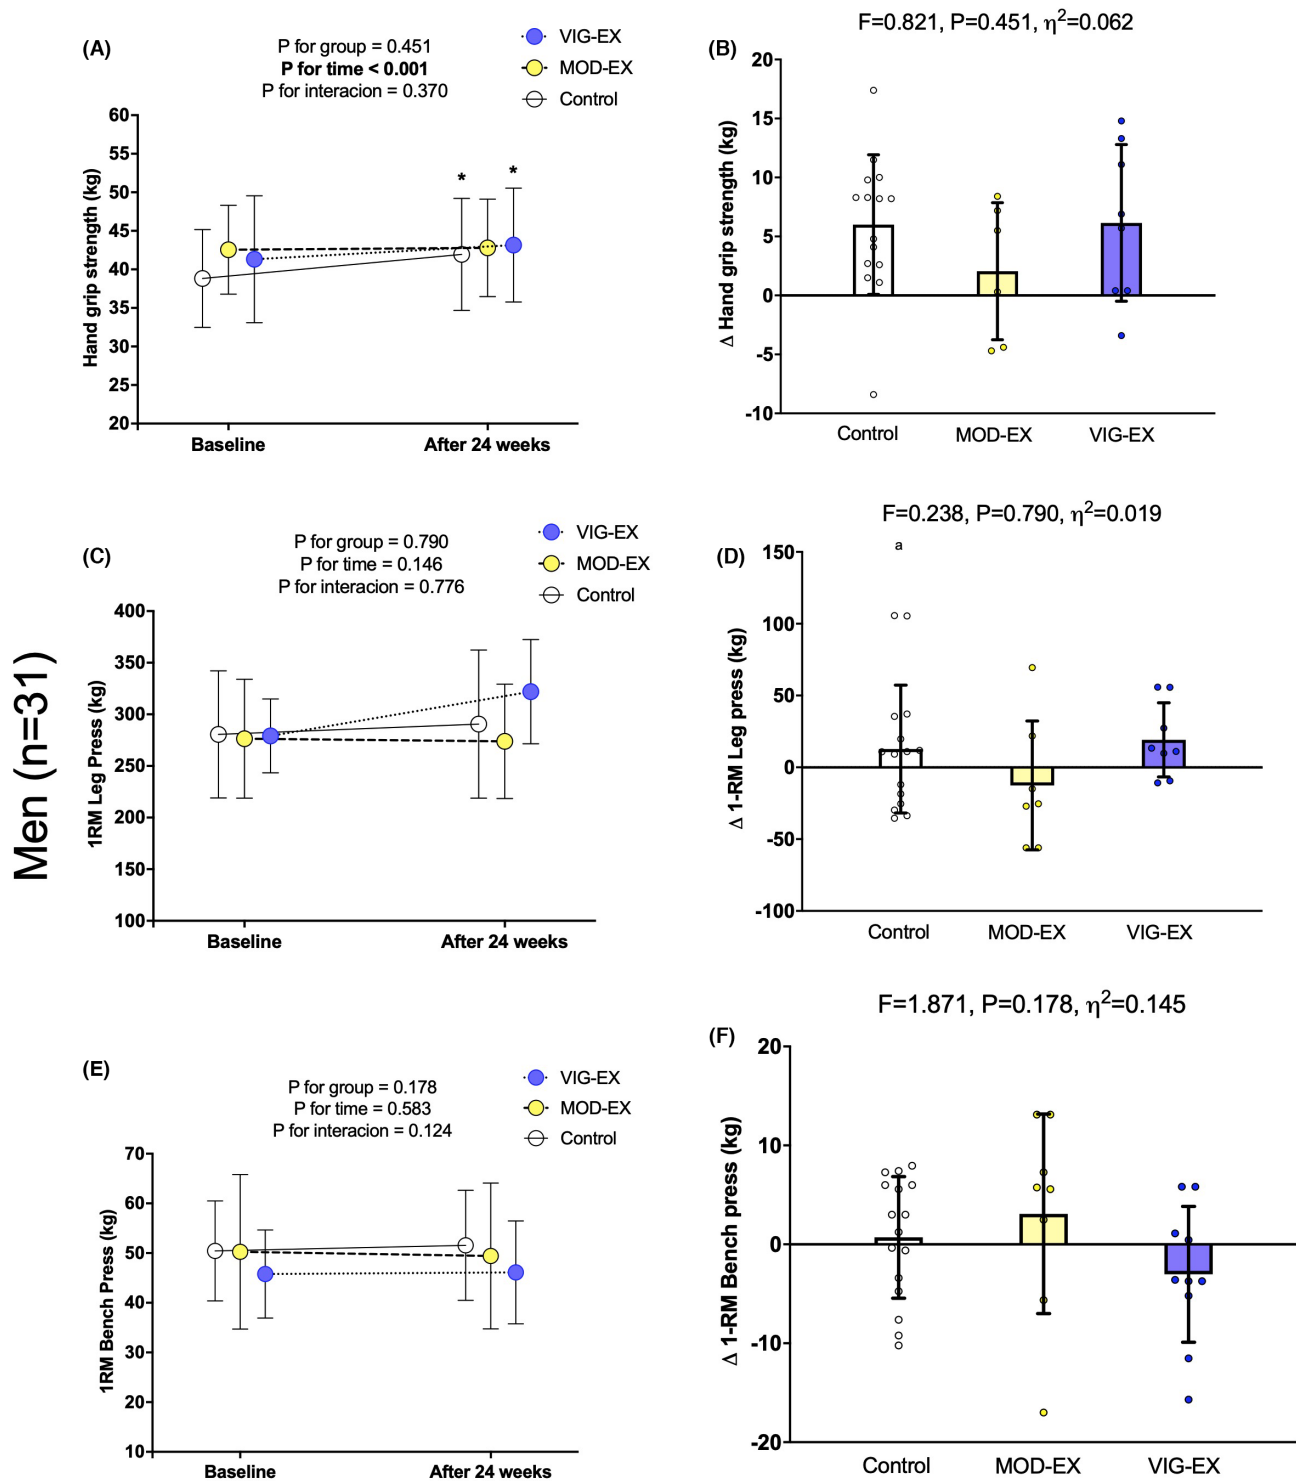 Men (n=31)
(A)
P for group = 0.451
P for time < 0.001
P for interacion = 0.370
VIG-EX
MOD-EX
Control
Hand grip strength (kg)
60
55
50
45
40
35
30
25
20
*
*
Baseline
After 24 weeks
F=0.821, P=0.451, η²=0.062
(B)
Δ Hand grip strength (kg)
20
15
10
5
0
-5
-10
Control
MOD-EX
VIG-EX
(C)
P for group = 0.790
P for time = 0.146
P for interacion = 0.776
VIG-EX
MOD-EX
Control
1RM Leg Press (kg)
400
350
300
250
200
150
100
Baseline
After 24 weeks
F=0.238, P=0.790, η²=0.019
(D)
a
Δ 1-RM Leg press (kg)
150
100
50
0
-50
-100
Control
MOD-EX
VIG-EX
(E)
P for group = 0.178
P for time = 0.583
P for interacion = 0.124
VIG-EX
MOD-EX
Control
1RM Bench Press (kg)
70
60
50
40
30
20
10
Baseline
After 24 weeks
F=1.871, P=0.178, η²=0.145
(F)
Δ 1-RM Bench press (kg)
20
10
0
-10
-20
Control
MOD-EX
VIG-EX